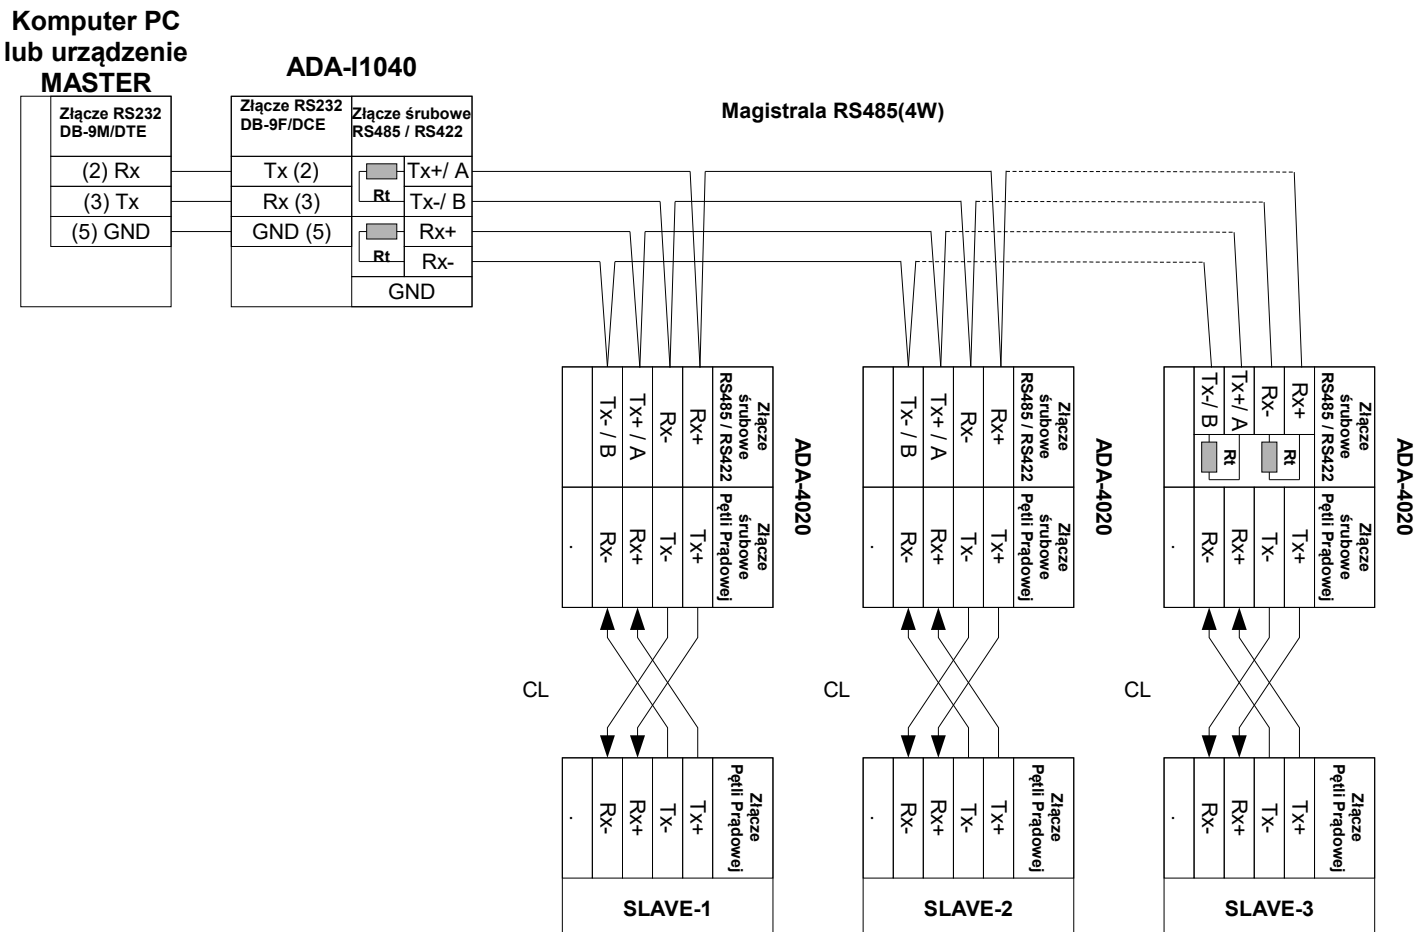 Komputer PC
lub urządzenie
MASTER
ADA-I1040
Magistrala RS485(4W)
Złącze RS232
DB-9M/DTE
(2) Rx
(3) Tx
(5) GND
Złącze RS232
DB-9F/DCE
Tx (2)
Rx (3)
GND (5)
Złącze śrubowe
RS485 / RS422
Rt
Tx+/ A
Tx-/ B
Rt
Rx+
Rx-
GND
Tx- / B
Tx+ / A
Rx-
Rx+
Złącze
śrubowe
RS485 / RS422
.
Rx-
Rx+
Tx-
Tx+
Złącze
śrubowe
Pętli Prądowej
ADA-4020
Tx- / B
Tx+ / A
Rx-
Rx+
Złącze
śrubowe
RS485 / RS422
.
Rx-
Rx+
Tx-
Tx+
Złącze
śrubowe
Pętli Prądowej
ADA-4020
Tx-/ B
Tx+/ A
Rx-
Rx+
Rt
Rt
Złącze
śrubowe
RS485 / RS422
.
Rx-
Rx+
Tx-
Tx+
Złącze
śrubowe
Pętli Prądowej
ADA-4020
CL
CL
CL
.
Rx-
Rx+
Tx-
Tx+
Złącze
Pętli Prądowej
SLAVE-1
.
Rx-
Rx+
Tx-
Tx+
Złącze
Pętli Prądowej
SLAVE-2
.
Rx-
Rx+
Tx-
Tx+
Złącze
Pętli Prądowej
SLAVE-3